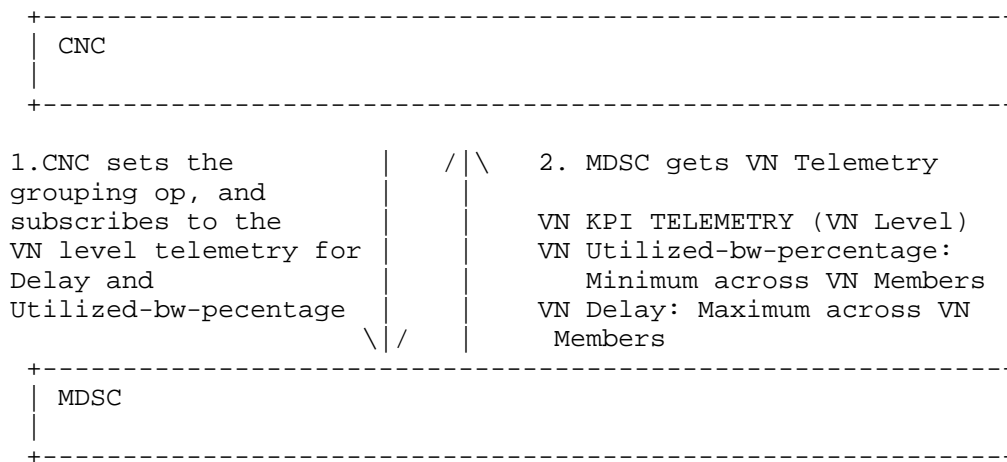 CNC
1.CNC sets the
grouping op, and
subscribes to the
VN level telemetry for
Delay and
Utilized-bw-pecentage
2. MDSC gets VN Telemetry
VN KPI TELEMETRY (VN Level)
VN Utilized-bw-percentage:
Minimum across VN Members
VN Delay: Maximum across VN
Members
MDSC